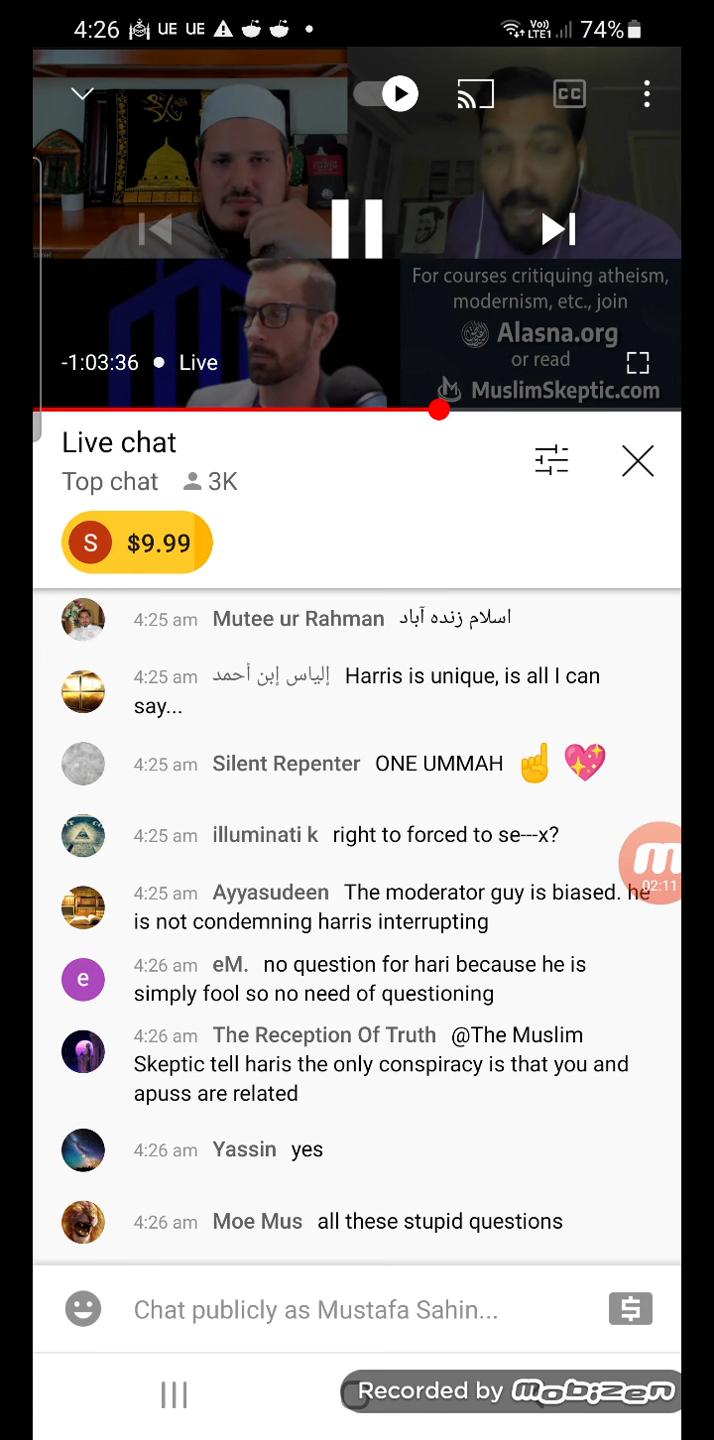 4:26 UE UE Vo)) LTE1 74%
CC
For courses critiquing atheism,
modernism, etc., join
Alasna.org
or read
MuslimSkeptic.com
-1:03:36 • Live
Live chat
Top chat 3K
S $9.99
4:25 am Mutee ur Rahman اسلام زنده آباد
4:25 am إلياس إبن أحمد Harris is unique, is all I can
say...
4:25 am Silent Repenter ONE UMMAH ☝️ 💖
4:25 am illuminati k right to forced to se---x?
4:25 am Ayyasudeen The moderator guy is biased. he
is not condemning harris interrupting
02:11
e 4:26 am eM. no question for hari because he is
simply fool so no need of questioning
4:26 am The Reception Of Truth @The Muslim
Skeptic tell haris the only conspiracy is that you and
apuss are related
4:26 am Yassin yes
4:26 am Moe Mus all these stupid questions
Chat publicly as Mustafa Sahin...
Recorded by mobizen